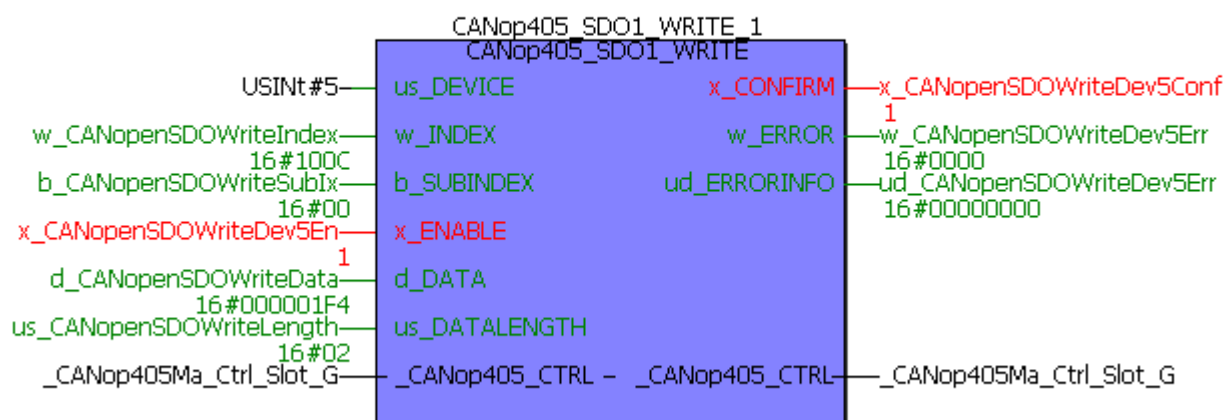 CANop405_SDO1_WRITE_1
CANop405_SDO1_WRITE
USINt#5 us_DEVICE x_CONFIRM x_CANopenSDOWriteDev5Conf
1
w_CANopenSDOWriteIndex w_INDEX w_ERROR w_CANopenSDOWriteDev5Err
16#100C 16#0000
b_CANopenSDOWriteSubIx b_SUBINDEX ud_ERRORINFO ud_CANopenSDOWriteDev5Err
16#00 16#00000000
x_CANopenSDOWriteDev5En x_ENABLE
1
d_CANopenSDOWriteData d_DATA
16#000001F4
us_CANopenSDOWriteLength us_DATALENGTH
16#02
_CANop405Ma_Ctrl_Slot_G _CANop405_CTRL – _CANop405_CTRL _CANop405Ma_Ctrl_Slot_G